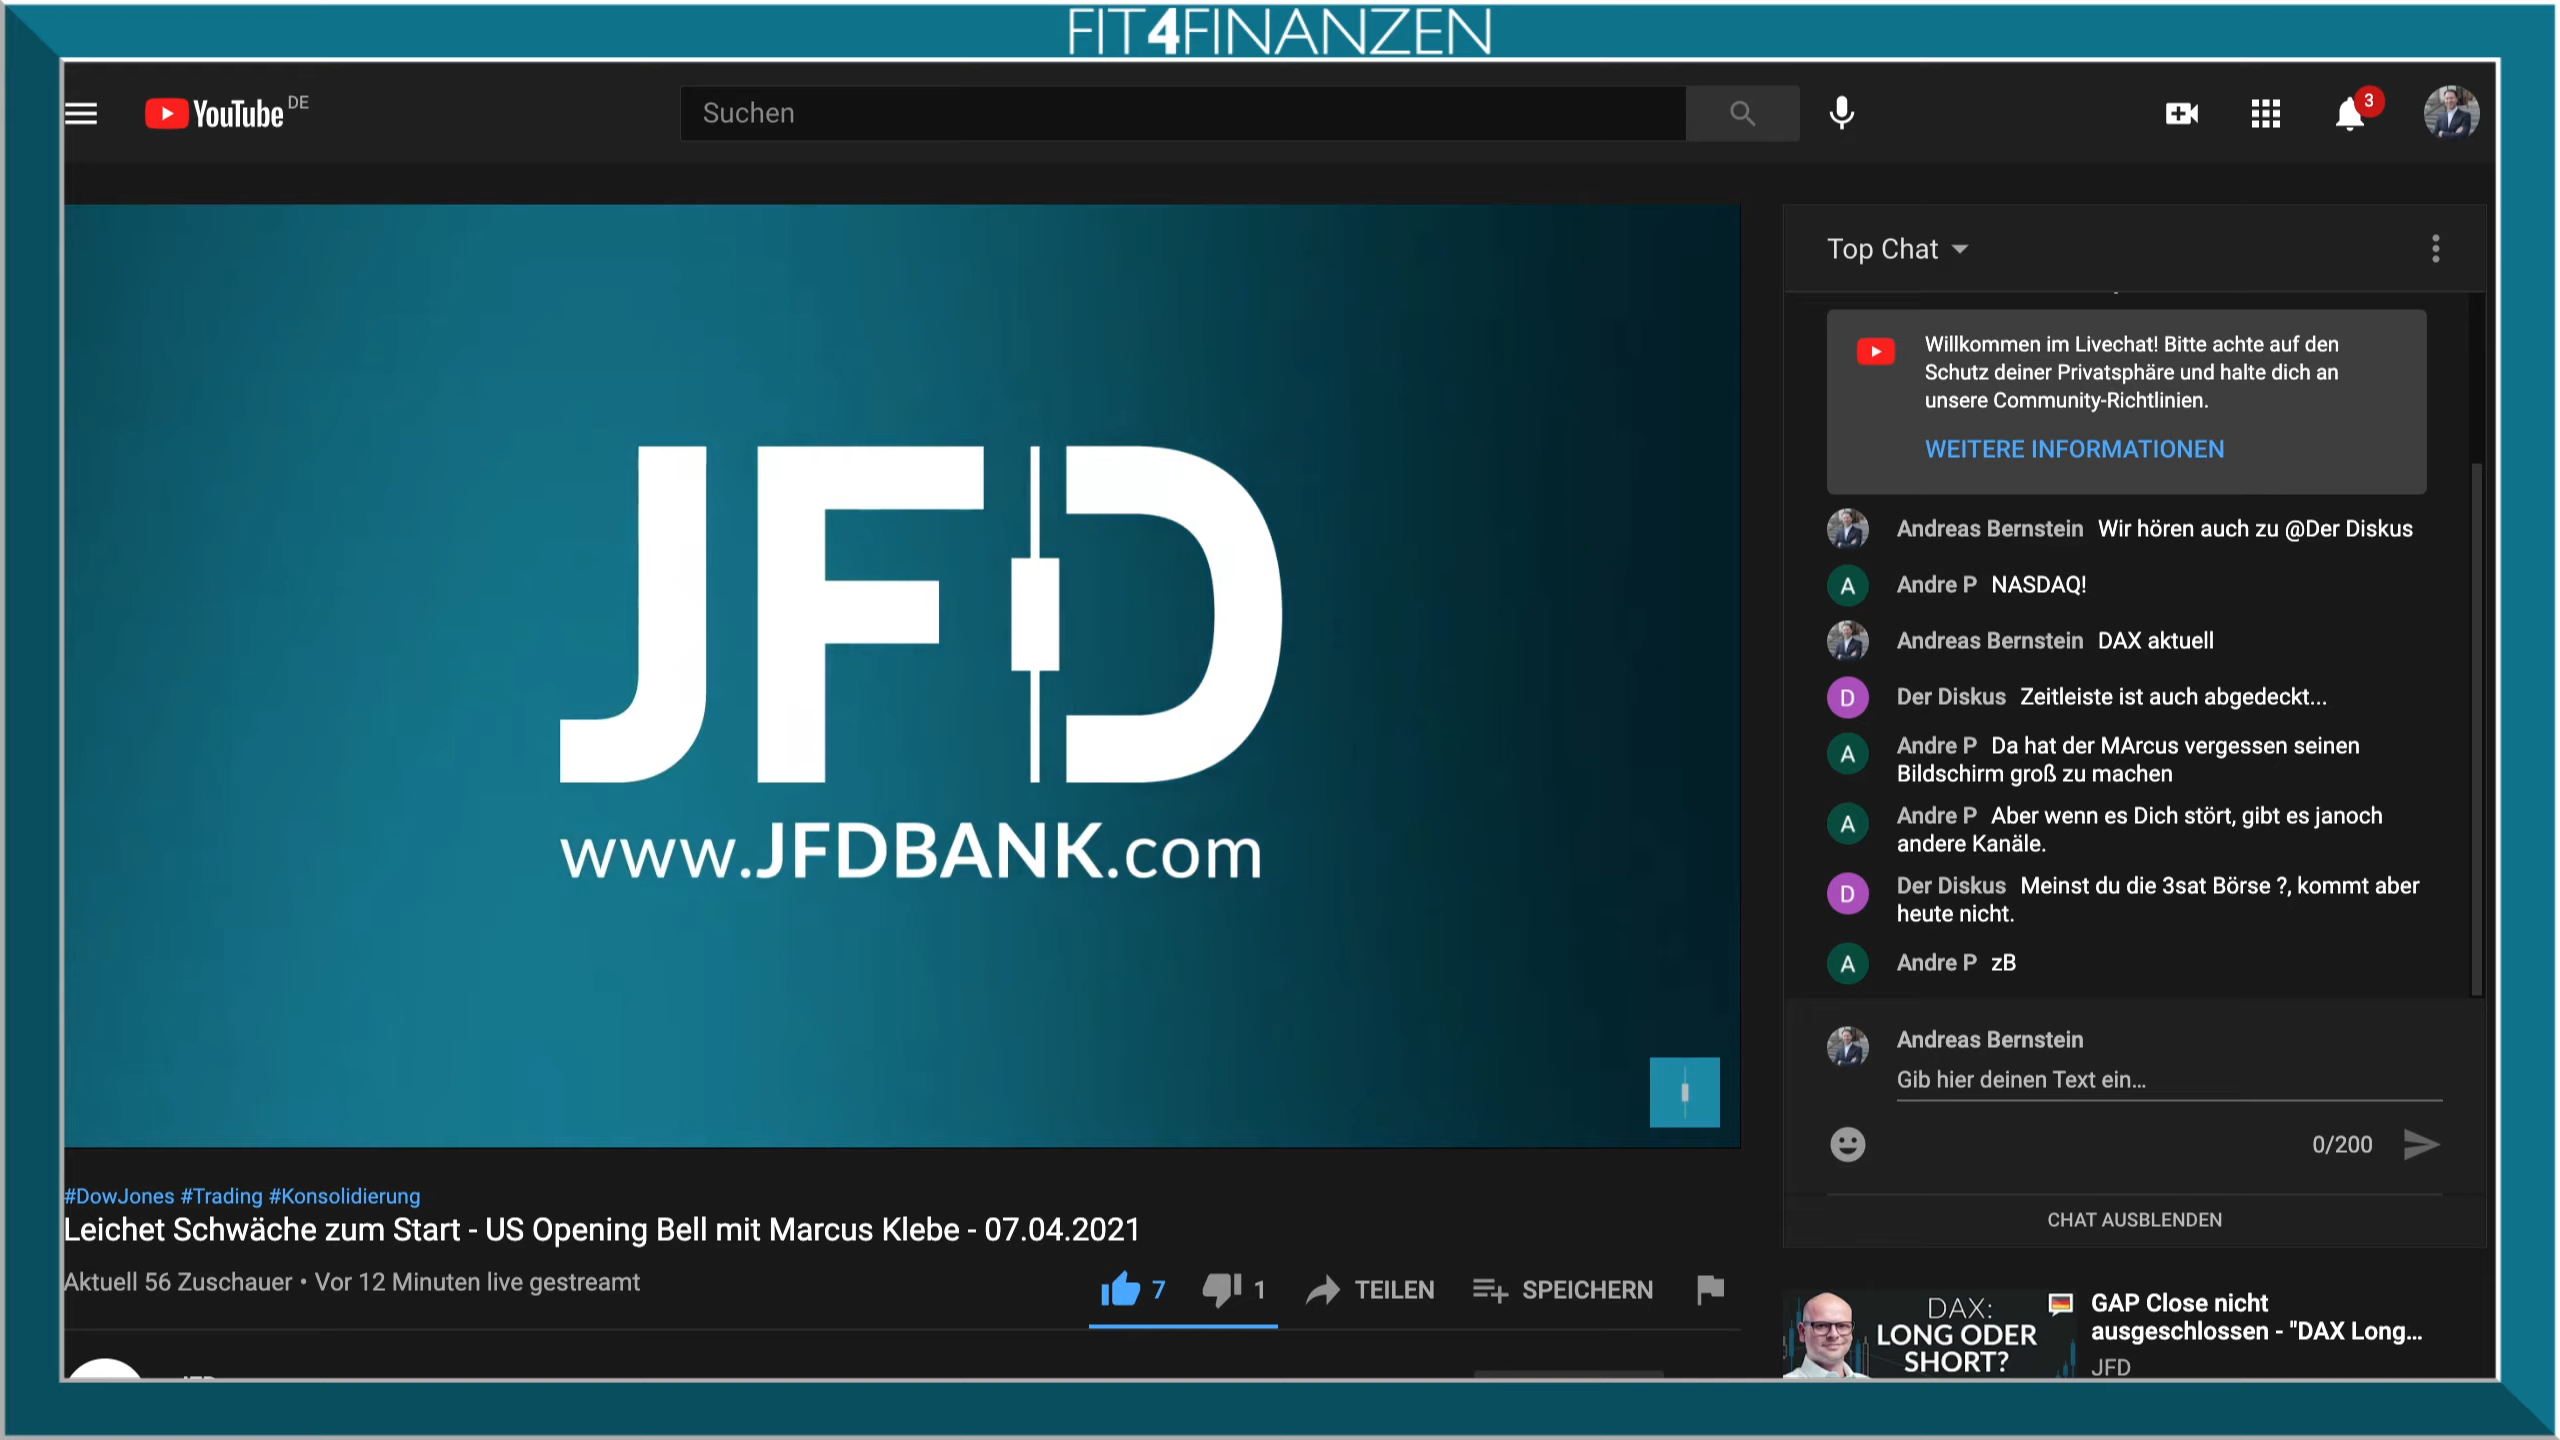 FIT4FINANZEN
YouTube DE
Suchen
3
JFD
www.JFDBANK.com
#DowJones #Trading #Konsolidierung
Leichet Schwäche zum Start - US Opening Bell mit Marcus Klebe - 07.04.2021
Aktuell 56 Zuschauer • Vor 12 Minuten live gestreamt
7
1
TEILEN
SPEICHERN
Top Chat
Willkommen im Livechat! Bitte achte auf den
Schutz deiner Privatsphäre und halte dich an
unsere Community-Richtlinien.
WEITERE INFORMATIONEN
Andreas Bernstein Wir hören auch zu @Der Diskus
A Andre P NASDAQ!
Andreas Bernstein DAX aktuell
D Der Diskus Zeitleiste ist auch abgedeckt...
A Andre P Da hat der MArcus vergessen seinen
Bildschirm groß zu machen
A Andre P Aber wenn es Dich stört, gibt es janoch
andere Kanäle.
D Der Diskus Meinst du die 3sat Börse ?, kommt aber
heute nicht.
A Andre P zB
Andreas Bernstein
Gib hier deinen Text ein...
0/200
CHAT AUSBLENDEN
DAX:
LONG ODER
SHORT?
GAP Close nicht
ausgeschlossen - "DAX Long...
JFD